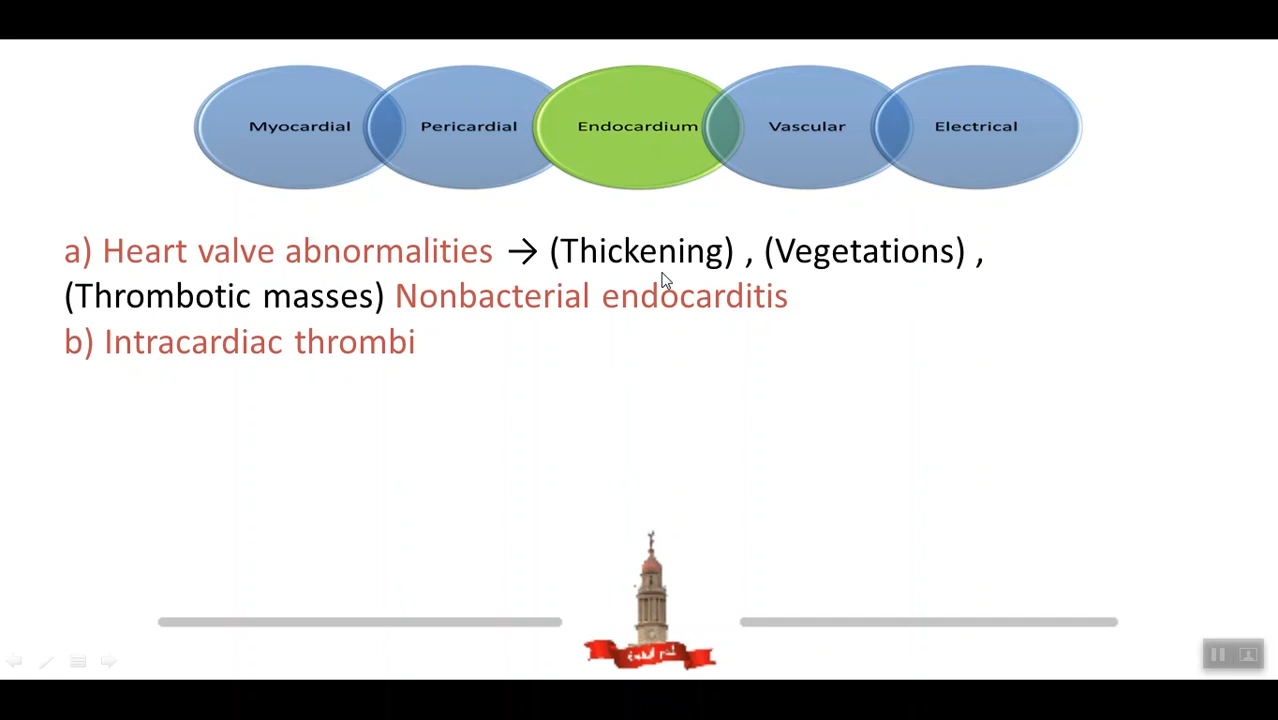 Myocardial Pericardial Endocardium Vascular Electrical
a) Heart valve abnormalities → (Thickening) , (Vegetations) ,
(Thrombotic masses) Nonbacterial endocarditis
b) Intracardiac thrombi